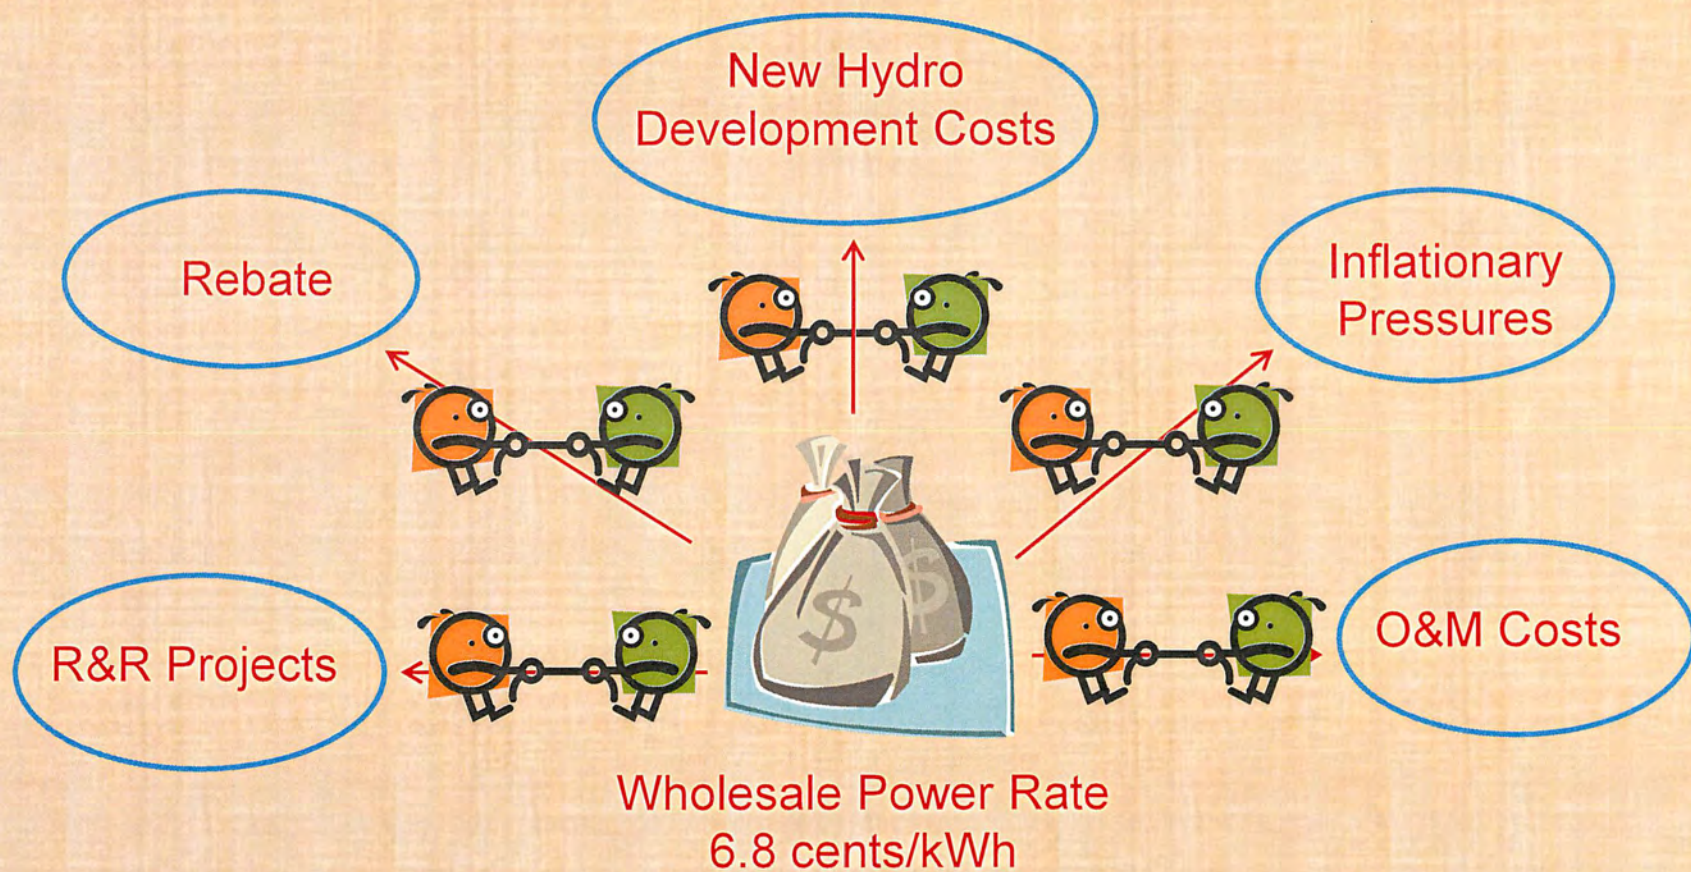 New Hydro
Development Costs
Rebate
Inflationary
Pressures
R&R Projects
O&M Costs
$
$
Wholesale Power Rate
6.8 cents/kWh